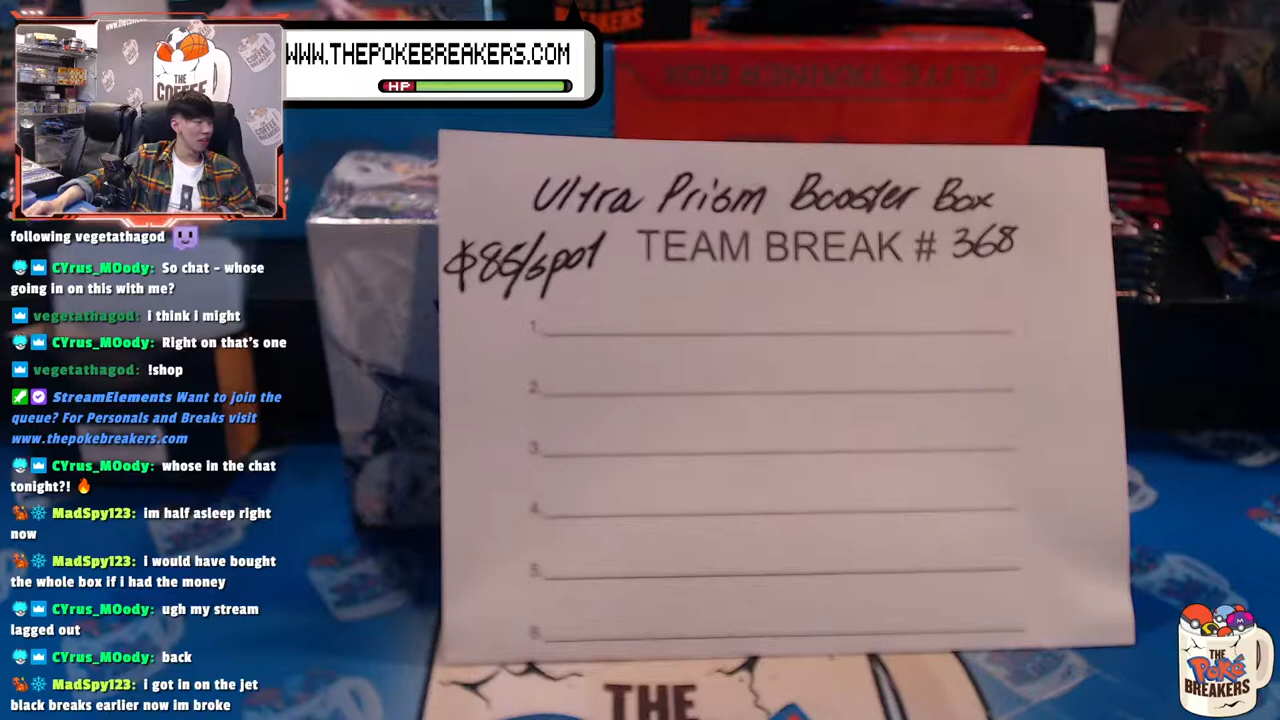 WWW.THEPOKEBREAKERS.COM
HP
THE
COFFEE
BREAKERS
ELITE TRAINER BOX
Ultra Prism Booster Box
$85/spot TEAM BREAK # 368
1.
2.
3.
4.
5.
6.
THE
following vegetathagod
CYrus_MOody: So chat - whose
going in on this with me?
vegetathagod: i think i might
CYrus_MOody: Right on that's one
vegetathagod: !shop
StreamElements Want to join the
queue? For Personals and Breaks visit
www.thepokebreakers.com
CYrus_MOody: whose in the chat
tonight?! 🔥
MadSpy123: im half asleep right
now
MadSpy123: i would have bought
the whole box if i had the money
CYrus_MOody: ugh my stream
lagged out
CYrus_MOody: back
MadSpy123: i got in on the jet
black breaks earlier now im broke
THE
Poké
BREAKERS